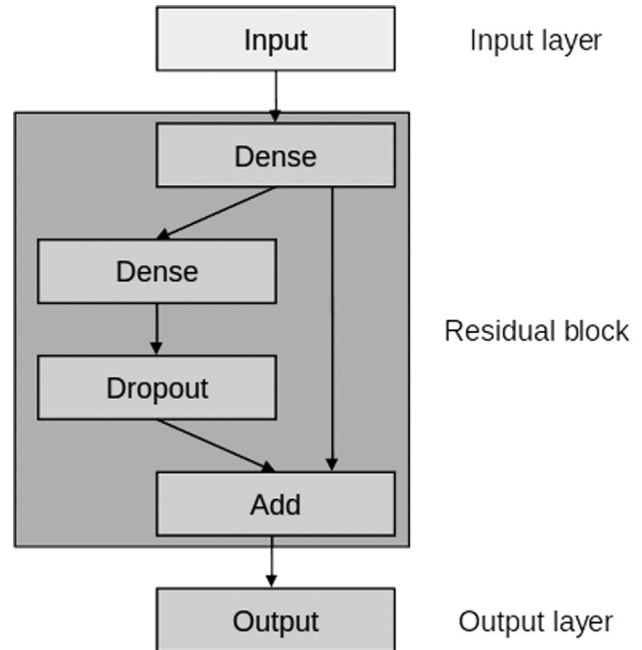 Input
Input layer
Dense
Dense
Residual block
Dropout
Add
Output
Output layer